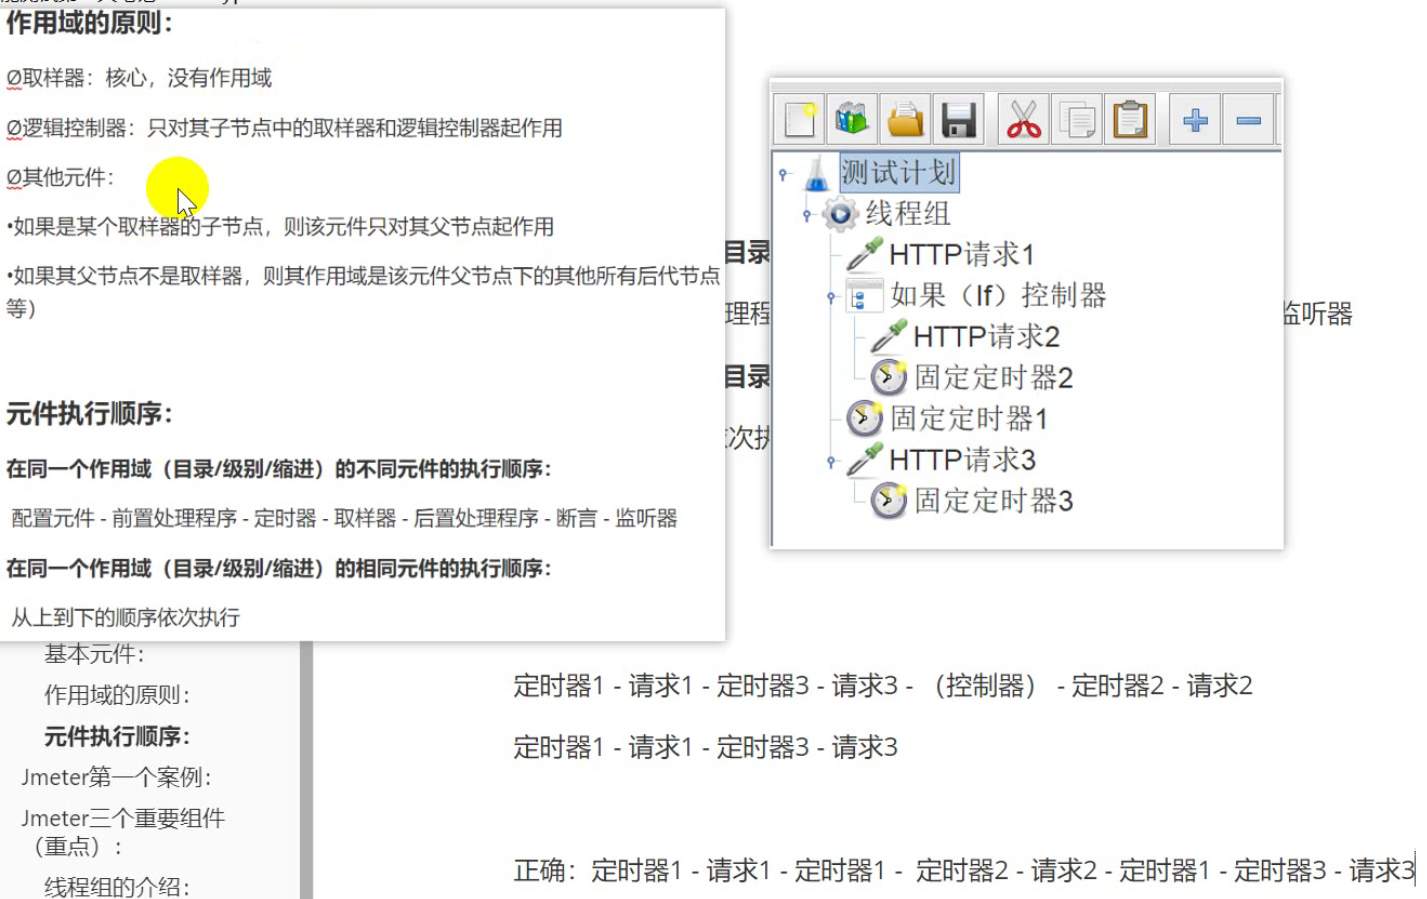 作用域的原则：
Ø取样器：核心，没有作用域
Ø逻辑控制器：只对其子节点中的取样器和逻辑控制器起作用
Ø其他元件：
•如果是某个取样器的子节点，则该元件只对其父节点起作用
•如果其父节点不是取样器，则其作用域是该元件父节点下的其他所有后代节点
等）
元件执行顺序：
在同一个作用域（目录/级别/缩进）的不同元件的执行顺序：
配置元件 - 前置处理程序 - 定时器 - 取样器 - 后置处理程序 - 断言 - 监听器
在同一个作用域（目录/级别/缩进）的相同元件的执行顺序：
从上到下的顺序依次执行
目录
理程
监听器
目录
次执
测试计划
线程组
HTTP请求1
如果（If）控制器
HTTP请求2
固定定时器2
固定定时器1
HTTP请求3
固定定时器3
基本元件：
作用域的原则：
元件执行顺序：
Jmeter第一个案例：
Jmeter三个重要组件
（重点）：
线程组的介绍：
定时器1 - 请求1 - 定时器3 - 请求3 - （控制器） - 定时器2 - 请求2
定时器1 - 请求1 - 定时器3 - 请求3
正确：定时器1 - 请求1 - 定时器1 - 定时器2 - 请求2 - 定时器1 - 定时器3 - 请求3